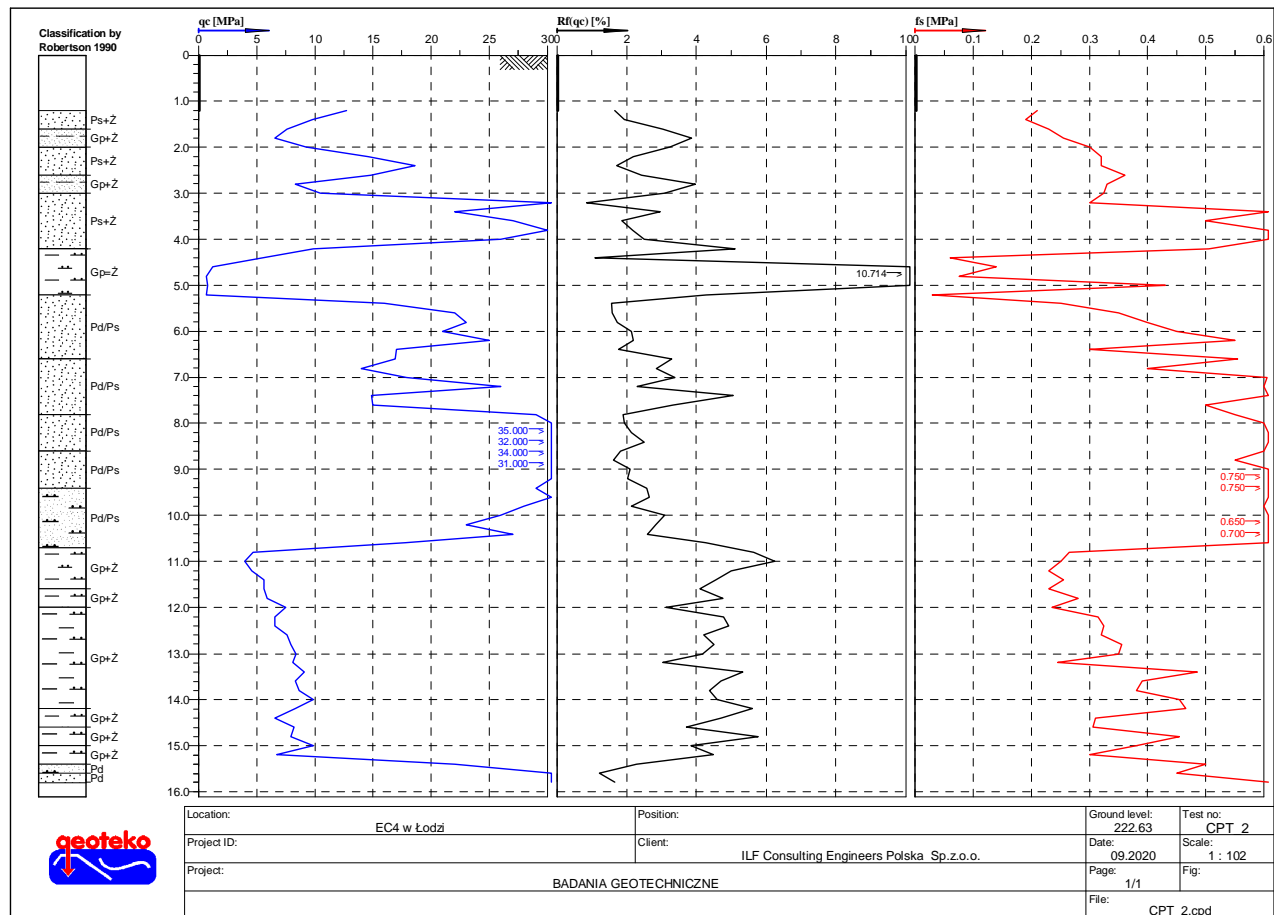 Classification by
Robertson 1990
qc [MPa]
Rf(qc) [%]
fs [MPa]
0 5 10 15 20 25 30
0 2 4 6 8 10
0 0.1 0.2 0.3 0.4 0.5 0.6
0
1.0
2.0
3.0
4.0
5.0
6.0
7.0
8.0
9.0
10.0
11.0
12.0
13.0
14.0
15.0
16.0
Ps+Ż
Gp+Ż
Ps+Ż
Gp+Ż
Ps+Ż
Gp=Ż
Pd/Ps
Pd/Ps
Pd/Ps
Pd/Ps
Pd/Ps
Gp+Ż
Gp+Ż
Gp+Ż
Gp+Ż
Gp+Ż
Gp+Ż
Pd
Pd
35.000
32.000
34.000
31.000
10.714
0.750
0.750
0.650
0.700
geoteko
Location:
EC4 w Łodzi
Position:
Ground level:
222.63
Test no:
CPT_2
Project ID:
Client:
ILF Consulting Engineers Polska Sp.z.o.o.
Date:
09.2020
Scale:
1 : 102
Project:
BADANIA GEOTECHNICZNE
Page:
1/1
Fig:
File:
CPT_2.cpd